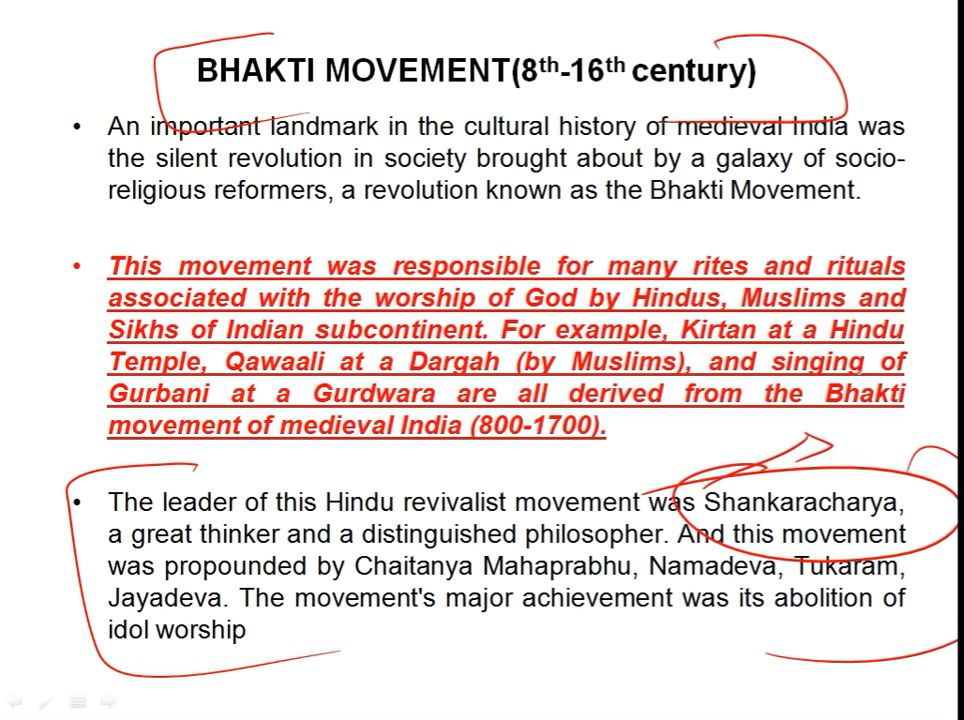 BHAKTI MOVEMENT(8th-16th century)
• An important landmark in the cultural history of medieval India was
the silent revolution in society brought about by a galaxy of socio-
religious reformers, a revolution known as the Bhakti Movement.
• This movement was responsible for many rites and rituals
associated with the worship of God by Hindus, Muslims and
Sikhs of Indian subcontinent. For example, Kirtan at a Hindu
Temple, Qawaali at a Dargah (by Muslims), and singing of
Gurbani at a Gurdwara are all derived from the Bhakti
movement of medieval India (800-1700).
• The leader of this Hindu revivalist movement was Shankaracharya,
a great thinker and a distinguished philosopher. And this movement
was propounded by Chaitanya Mahaprabhu, Namadeva, Tukaram,
Jayadeva. The movement's major achievement was its abolition of
idol worship